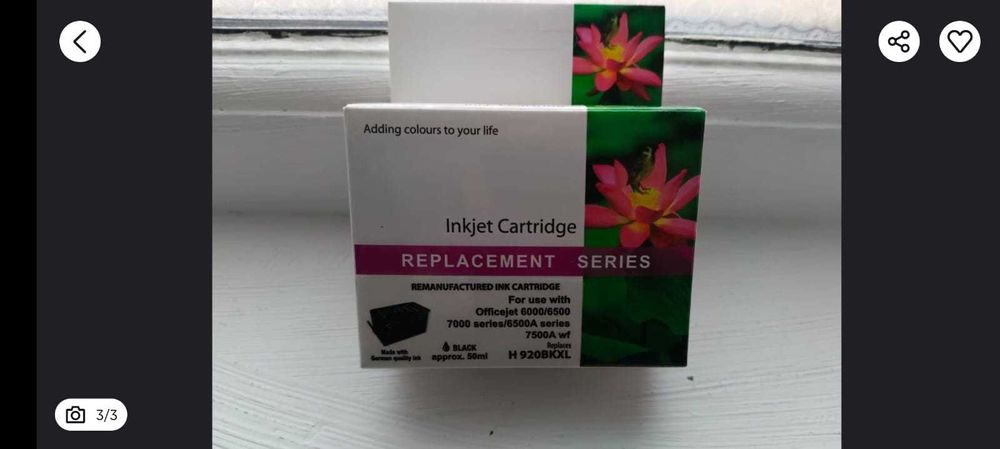 Adding colours to your life
Inkjet Cartridge
REPLACEMENT SERIES
REMANUFACTURED INK CARTRIDGE
For use with
Officejet 6000/6500
7000 series/6500A series
7500A wf
Made with
German quality ink
BLACK
approx. 50ml
Replaces
H 920BKXL
3/3